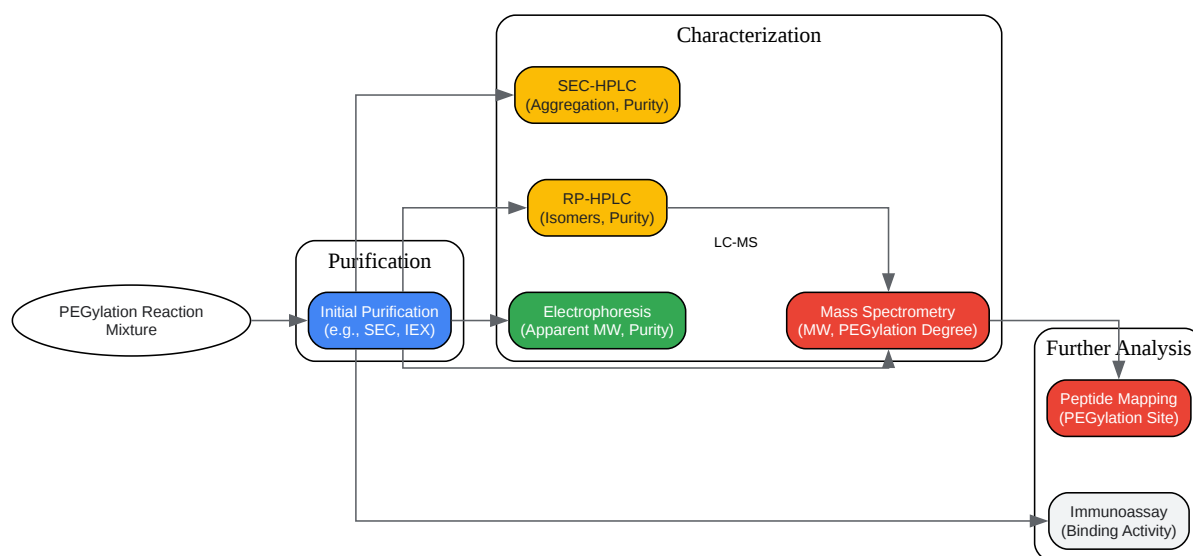 Characterization
SEC-HPLC
(Aggregation, Purity)
RP-HPLC
(Isomers, Purity)
LC-MS
Purification
PEGylation Reaction
Mixture
Initial Purification
(e.g., SEC, IEX)
Electrophoresis
(Apparent MW, Purity)
Mass Spectrometry
(MW, PEGylation Degree)
Further Analysis
Peptide Mapping
(PEGylation Site)
Immunoassay
(Binding Activity)